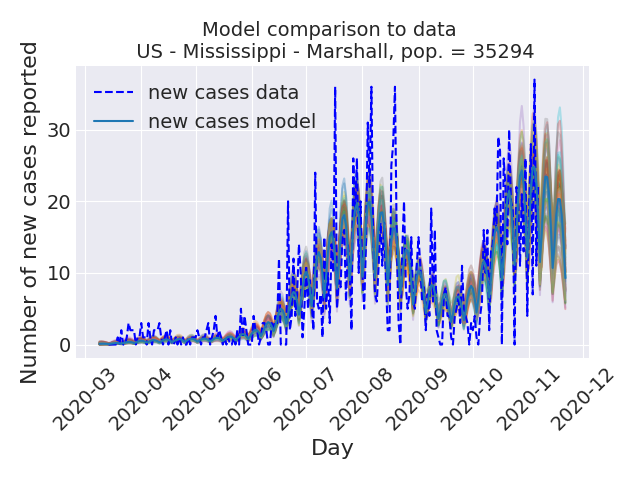 Model comparison to data
US - Mississippi - Marshall, pop. = 35294
Number of new cases reported
new cases data
new cases model
30
20
10
0
2020-03
2020-04
2020-05
2020-06
2020-07
2020-08
2020-09
2020-10
2020-11
2020-12
Day